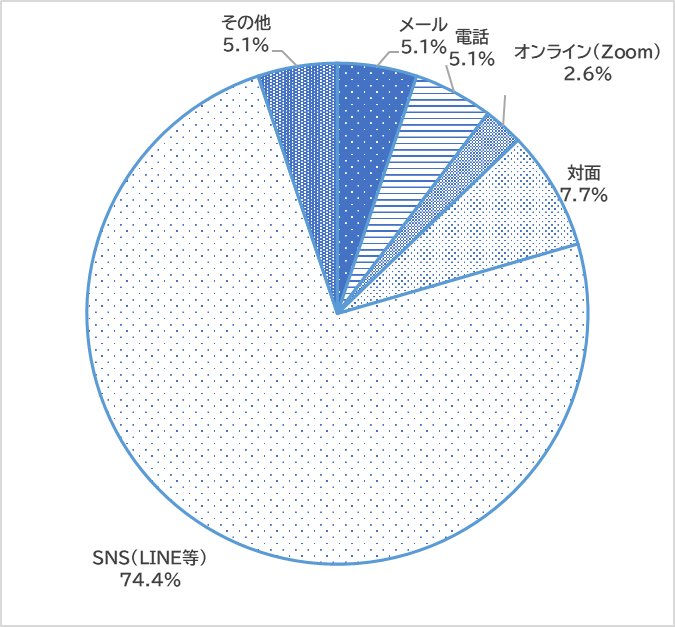 その他
5.1%
メール
5.1%
電話
5.1%
オンライン（Zoom）
2.6%
対面
7.7%
SNS（LINE等）
74.4%